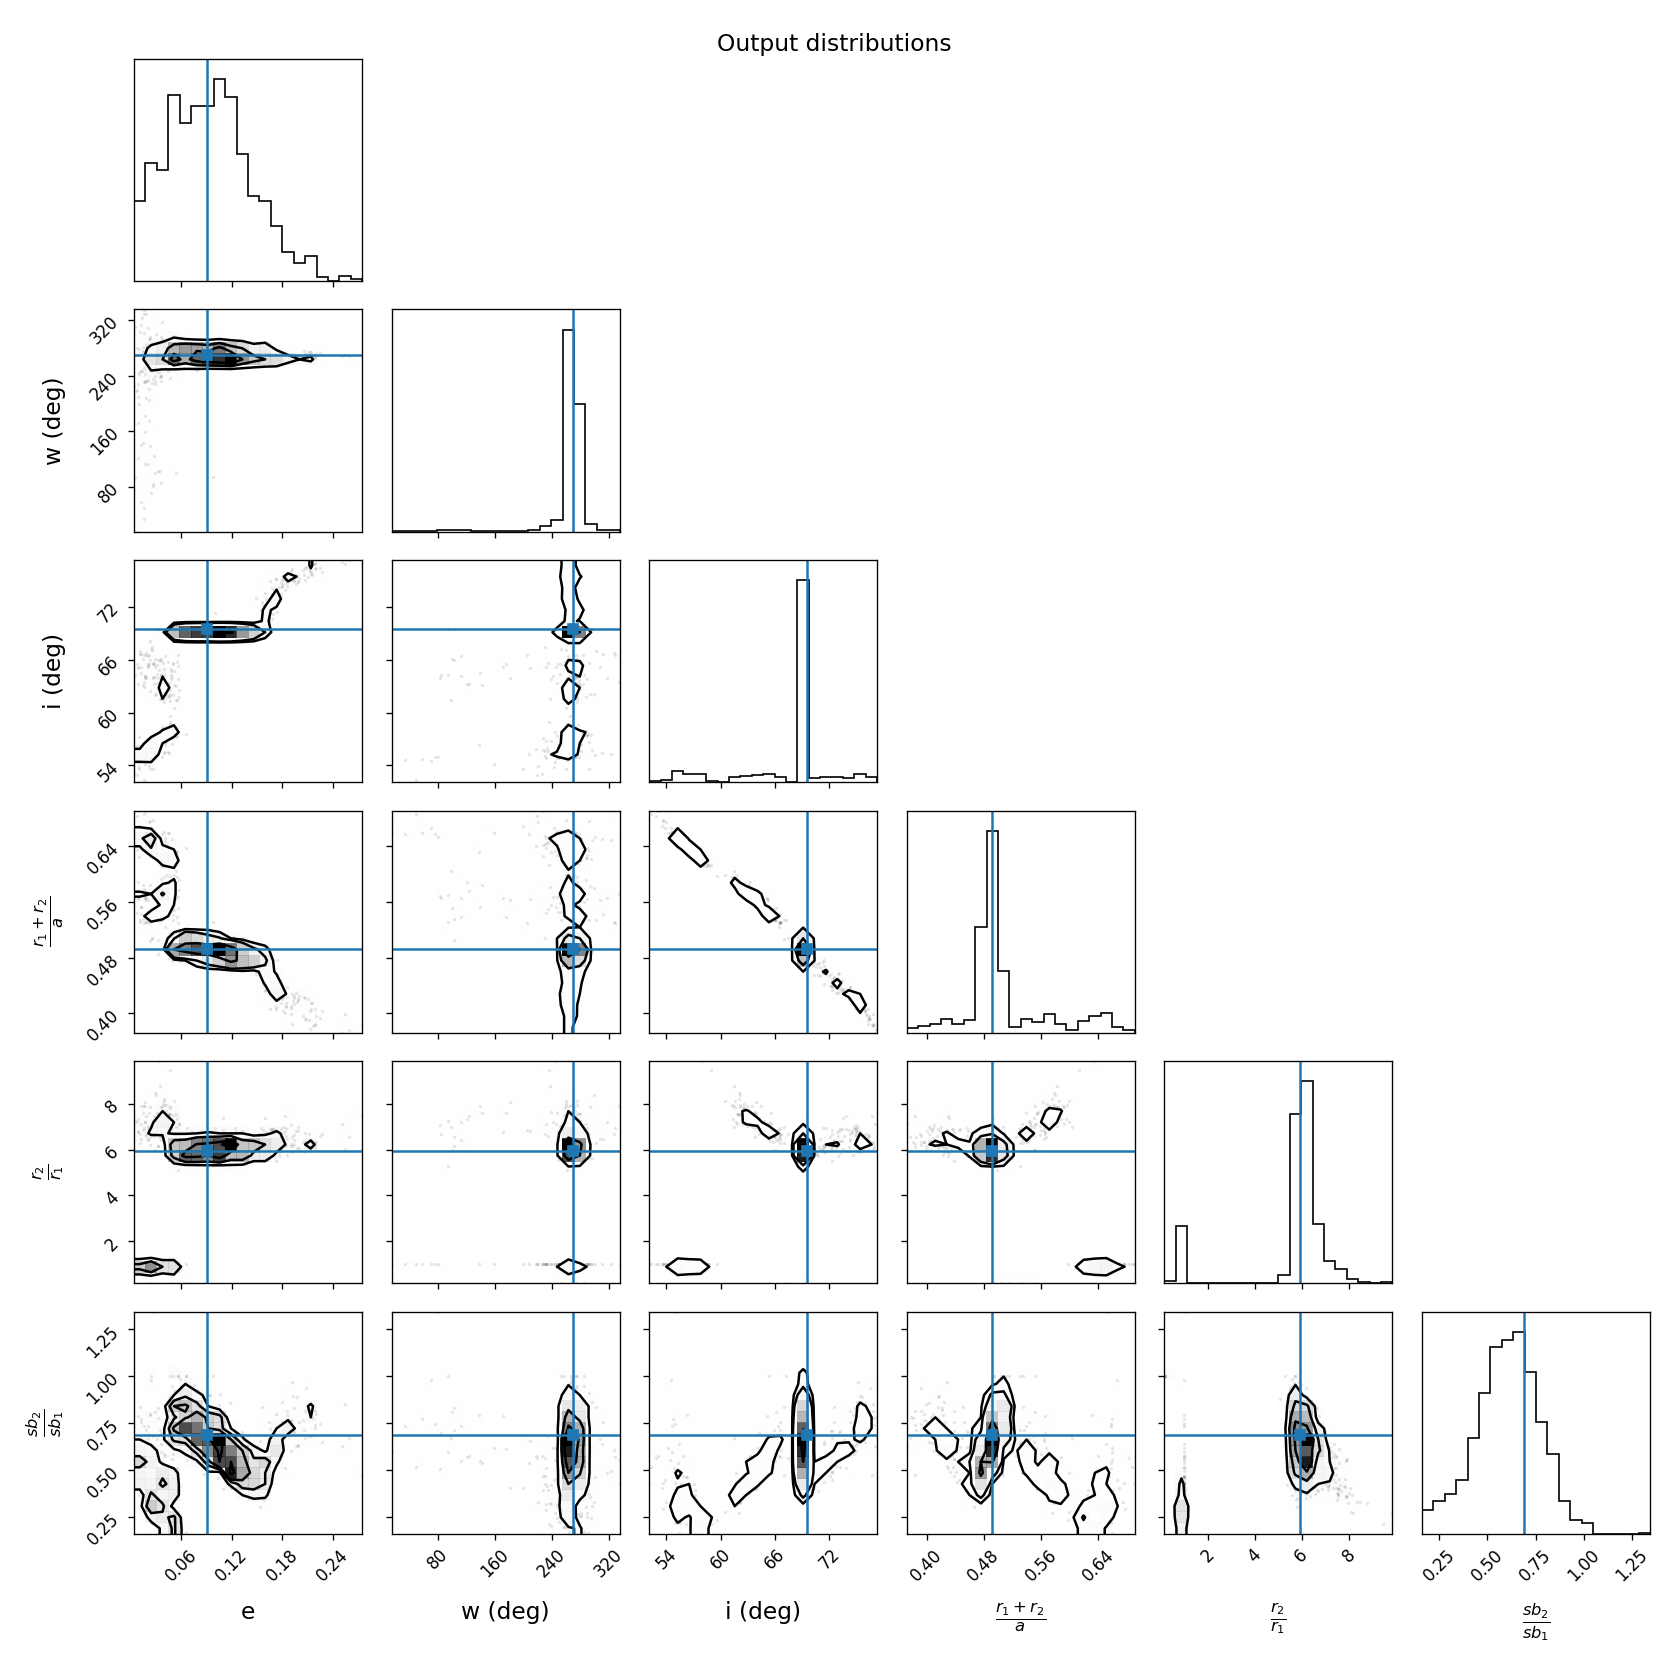 Output distributions
320
240
160
80
w (deg)
72
66
60
54
i (deg)
0.64
0.56
0.48
0.40
r₁ + r₂
a
8
6
4
2
r₂
r₁
1.25
1.00
0.75
0.50
0.25
sb₂
sb₁
0.06 0.12 0.18 0.24
80 160 240 320
54 60 66 72
0.40 0.48 0.56 0.64
2 4 6 8
0.25 0.50 0.75 1.00 1.25
e
w (deg)
i (deg)
r₁ + r₂
a
r₂
r₁
sb₂
sb₁